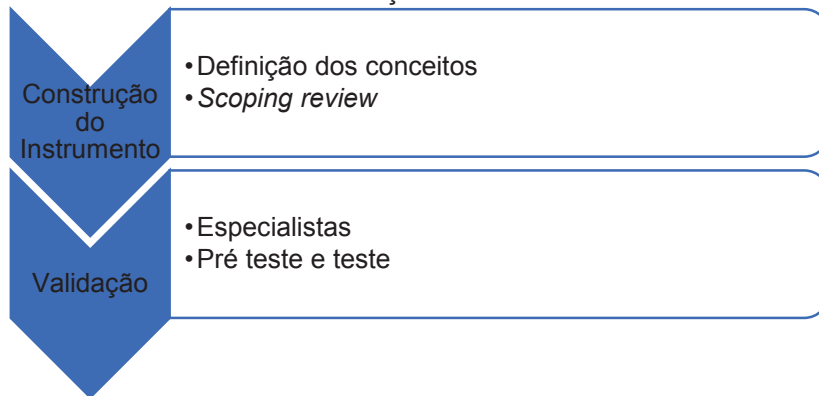 Construção
do
Instrumento
•Definição dos conceitos
•Scoping review
Validação
•Especialistas
•Pré teste e teste